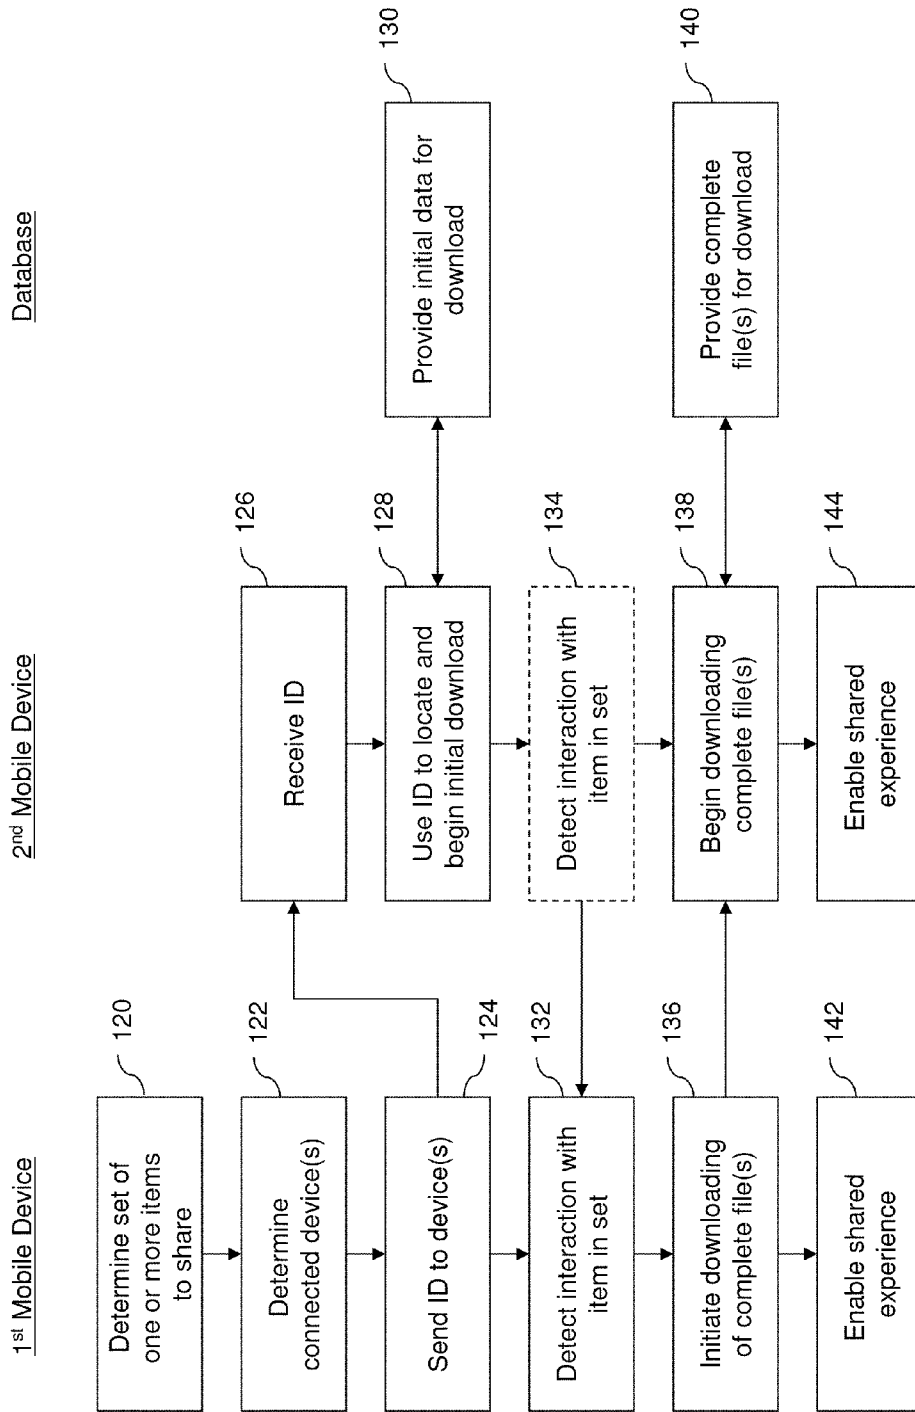 1st Mobile Device
2nd Mobile Device
Database
120
Determine set of
one or more items
to share
122
Determine
connected device(s)
124
Send ID to device(s)
126
Receive ID
128
Use ID to locate and
begin initial download
130
Provide initial data for
download
132
Detect interaction with
item in set
134
Detect interaction with
item in set
136
Initiate downloading
of complete file(s)
138
Begin downloading
complete file(s)
140
Provide complete
file(s) for download
142
Enable shared
experience
144
Enable shared
experience